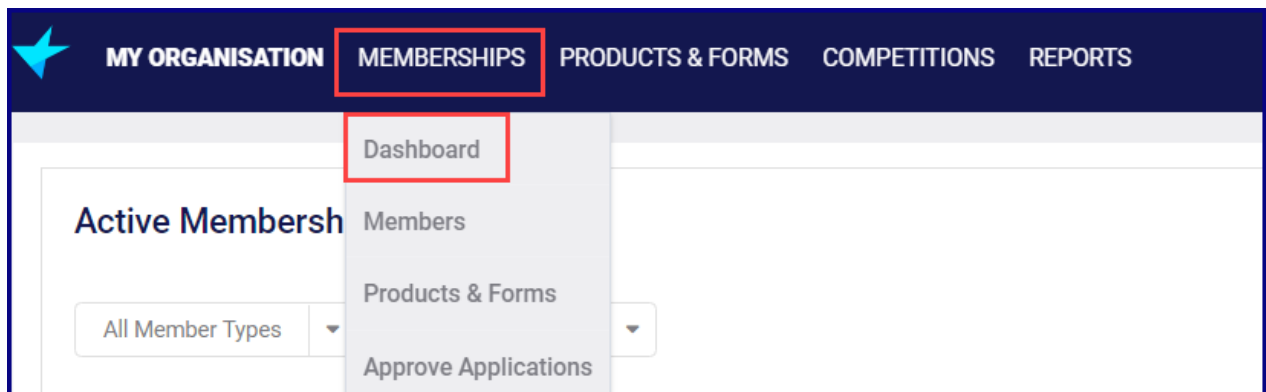 MY ORGANISATION MEMBERSHIPS PRODUCTS & FORMS COMPETITIONS REPORTS
Dashboard
Active Membersh
Members
Products & Forms
All Member Types
Approve Applications